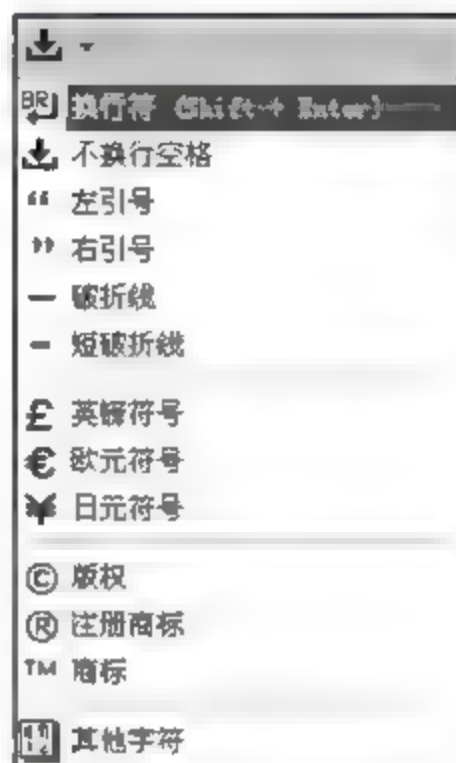 BR 换行符 (Shift + Enter)
不换行空格
“ 左引号
” 右引号
— 破折线
- 短破折线
£ 英镑符号
€ 欧元符号
¥ 日元符号
© 版权
® 注册商标
TM 商标
其他字符